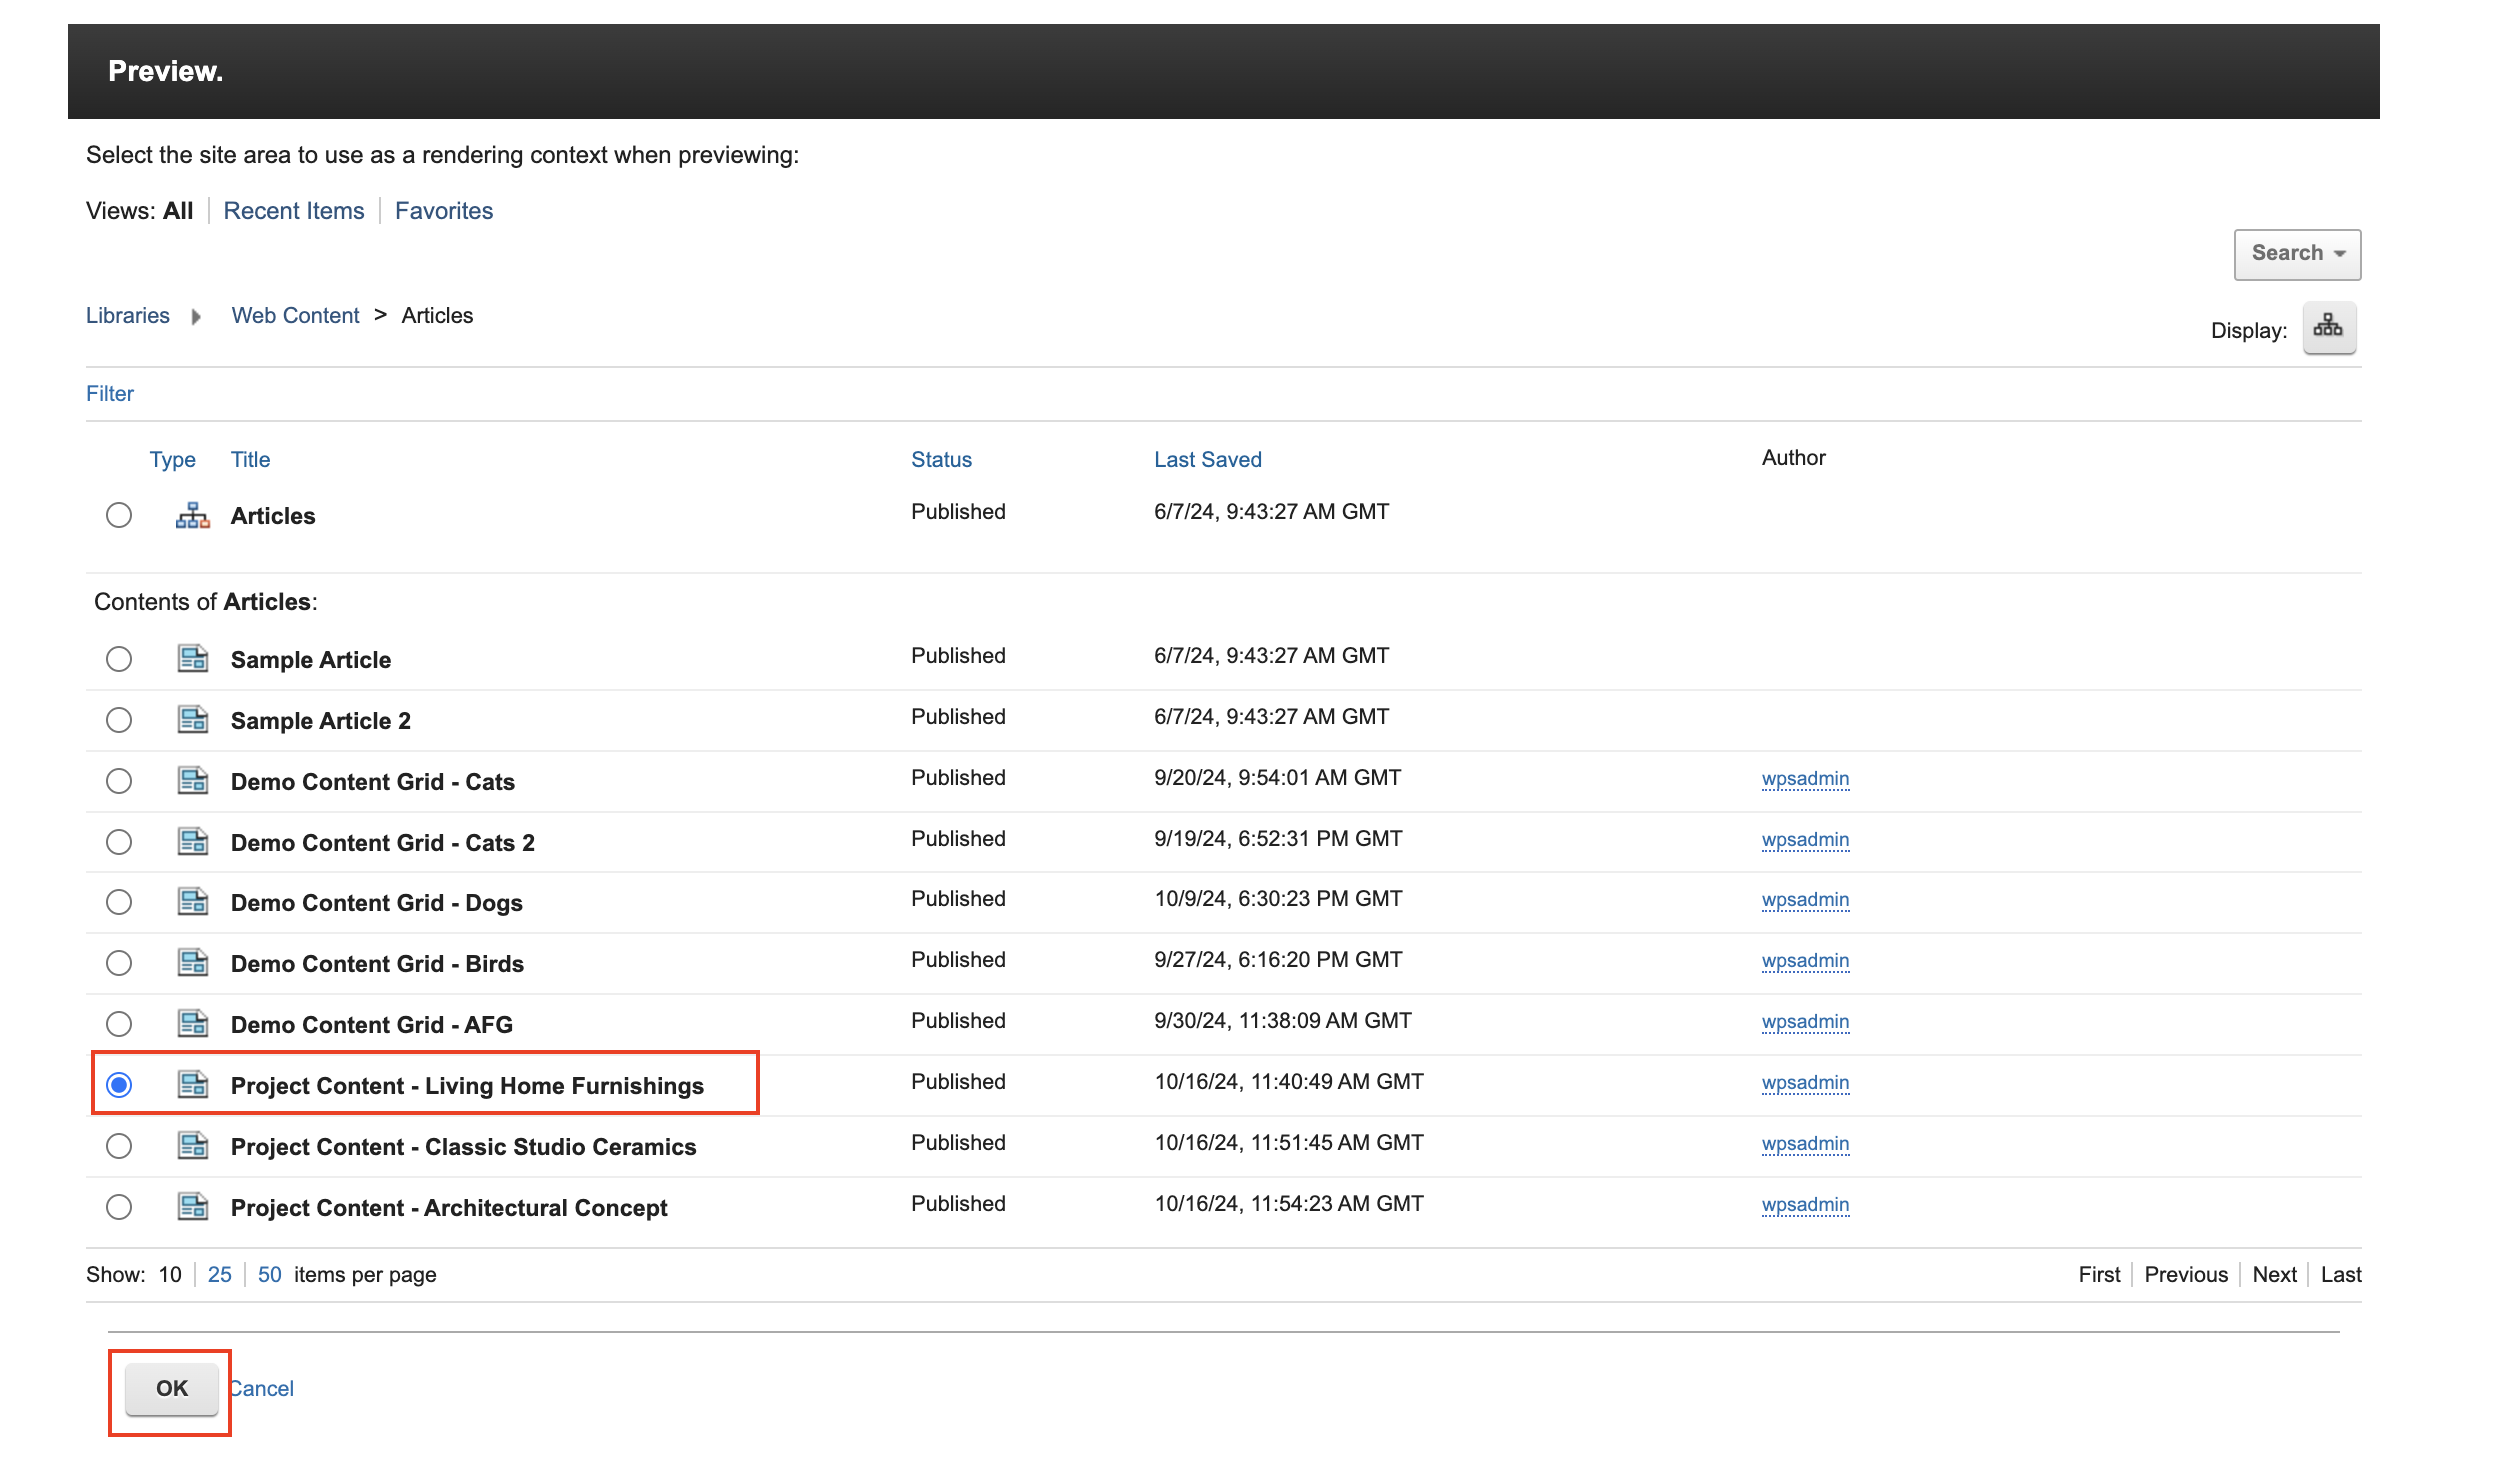 Preview.
Select the site area to use as a rendering context when previewing:
Views: All Recent Items Favorites
Search
Libraries Web Content > Articles
Display:
Filter
Type Title Status Last Saved Author
Articles Published 6/7/24, 9:43:27 AM GMT
Contents of Articles:
Sample Article Published 6/7/24, 9:43:27 AM GMT
Sample Article 2 Published 6/7/24, 9:43:27 AM GMT
Demo Content Grid - Cats Published 9/20/24, 9:54:01 AM GMT wpsadmin
Demo Content Grid - Cats 2 Published 9/19/24, 6:52:31 PM GMT wpsadmin
Demo Content Grid - Dogs Published 10/9/24, 6:30:23 PM GMT wpsadmin
Demo Content Grid - Birds Published 9/27/24, 6:16:20 PM GMT wpsadmin
Demo Content Grid - AFG Published 9/30/24, 11:38:09 AM GMT wpsadmin
Project Content - Living Home Furnishings Published 10/16/24, 11:40:49 AM GMT wpsadmin
Project Content - Classic Studio Ceramics Published 10/16/24, 11:51:45 AM GMT wpsadmin
Project Content - Architectural Concept Published 10/16/24, 11:54:23 AM GMT wpsadmin
Show: 10 25 50 items per page First Previous Next Last
OK Cancel